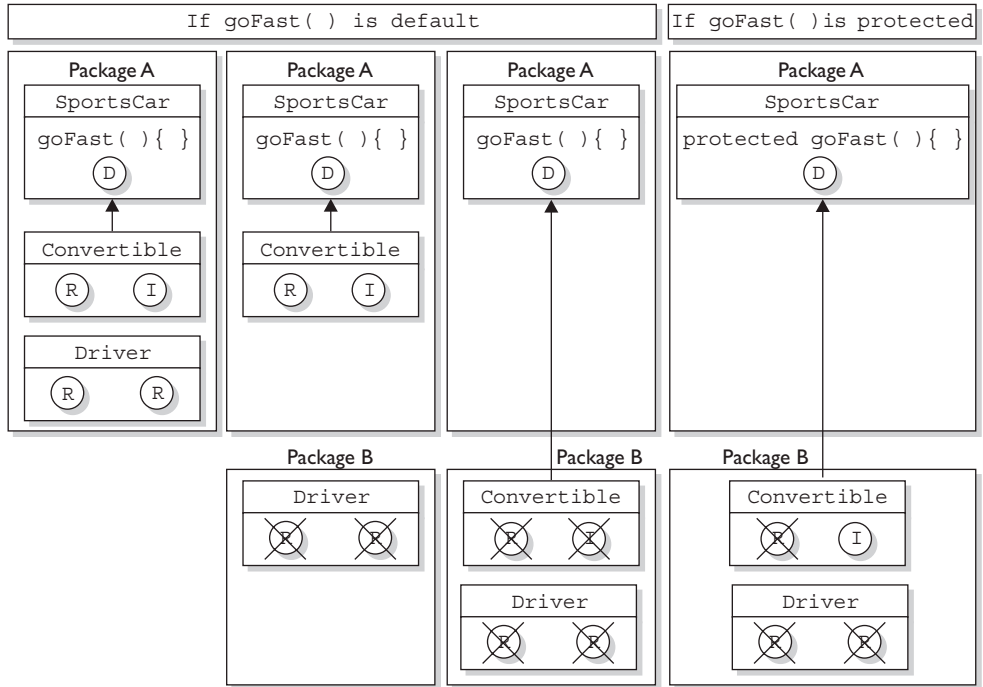 If goFast( ) is default
If goFast( )is protected
Package A
SportsCar
goFast( ){ }
D
Convertible
R I
Driver
R R
Package A
SportsCar
goFast( ){ }
D
Convertible
R I
Package B
Driver
R R
Package A
SportsCar
goFast( ){ }
D
Package B
Convertible
R I
Driver
R R
Package A
SportsCar
protected goFast( ){ }
D
Package B
Convertible
R I
Driver
R R